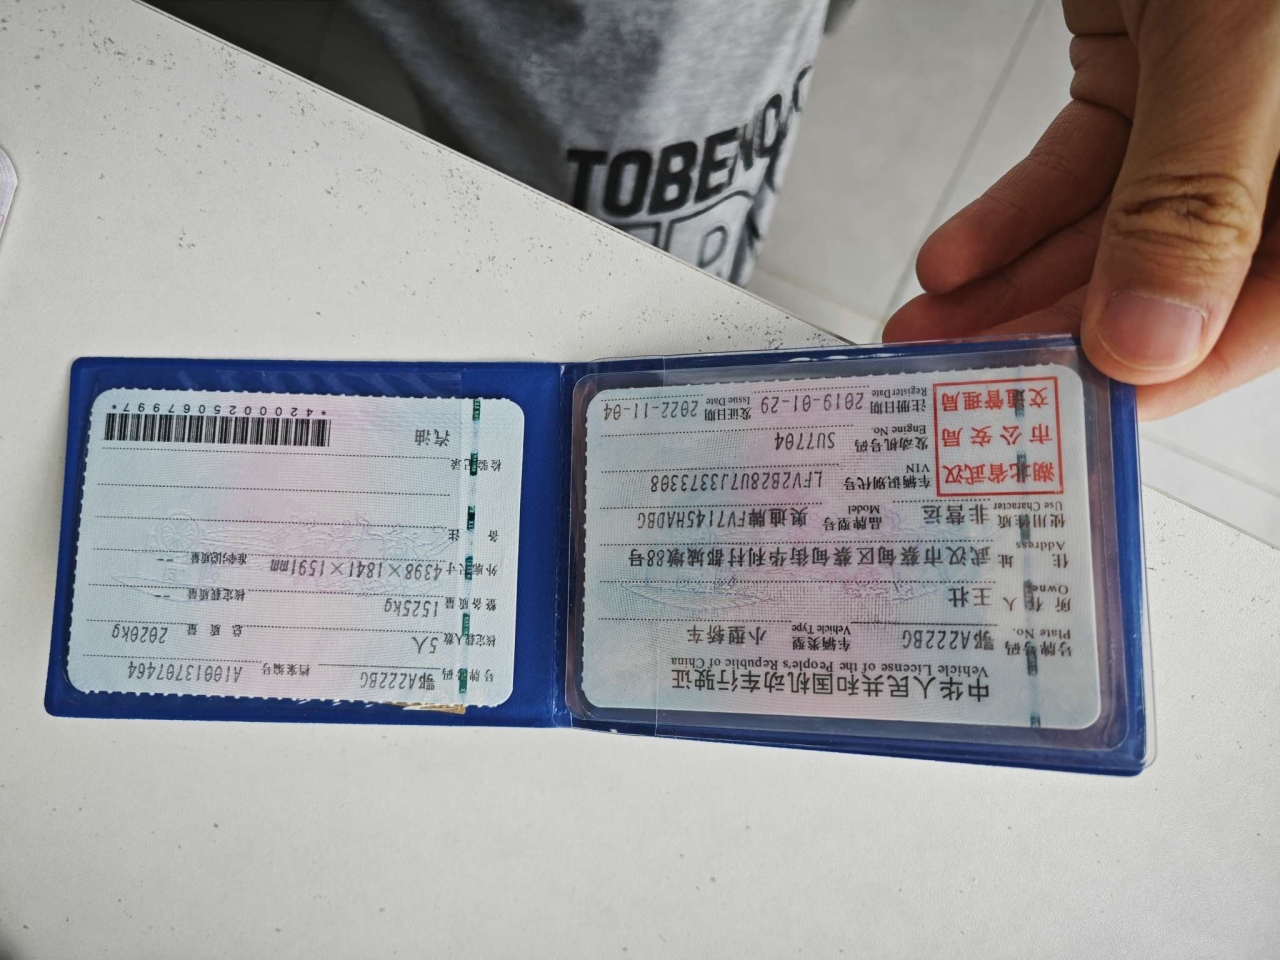 TOBENO
中华人民共和国机动车行驶证
Vehicle License of the People's Republic of China
号牌号码 鄂A222BG 车辆类型 小型轿车
Plate No. Vehicle Type
所有人 王壮
Owner
住址 武汉市蔡甸区蔡甸街华利村都城墩88号
Address
使用性质 非营运 品牌型号 奥迪牌FV7145HADBG
Use Character Model
湖北省武汉
市公安局
交通管理局
车辆识别代号 LFV2B28U7J3373308
VIN
发动机号码 SU7704
Engine No.
注册日期 2019-01-29 发证日期 2022-11-04
Register Date Issue Date
号牌号码 鄂A222BG 档案编号 A10013707464
核定载人数 5人 总质量 2020kg
整备质量 1525kg 核定载质量 --
外廓尺寸 4398×1841×1591mm 准牵引总质量 --
备注
检验记录
汽油
*4200025067997*